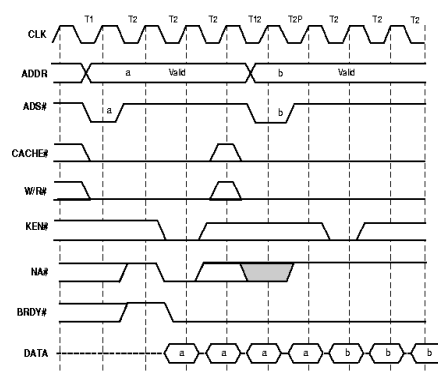 T1 T2 T2 T2 T12 T2P T2 T2 T2
CLK
ADDR a Valid b Valid
ADS# a b
CACHE#
W/R#
KEN#
NA#
BRDY#
DATA a a a a b b b